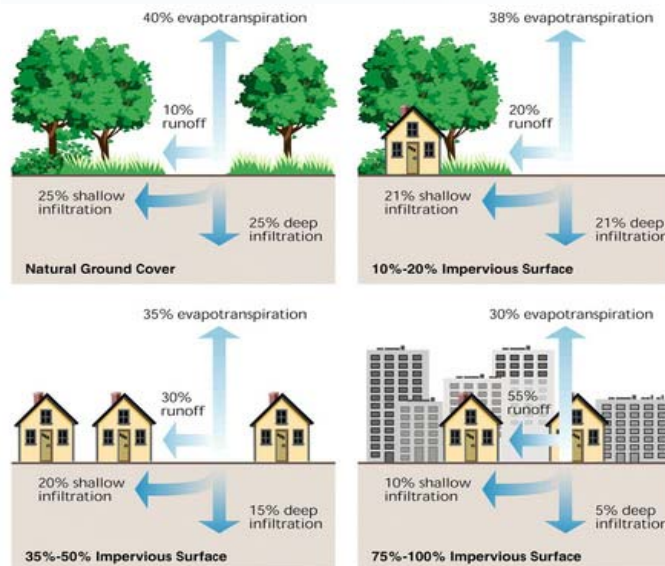 40% evapotranspiration
10%
runoff
25% shallow
infiltration
25% deep
infiltration
Natural Ground Cover
38% evapotranspiration
20%
runoff
21% shallow
infiltration
21% deep
infiltration
10%-20% Impervious Surface
35% evapotranspiration
30%
runoff
20% shallow
infiltration
15% deep
infiltration
35%-50% Impervious Surface
30% evapotranspiration
55%
runoff
10% shallow
infiltration
5% deep
infiltration
75%-100% Impervious Surface